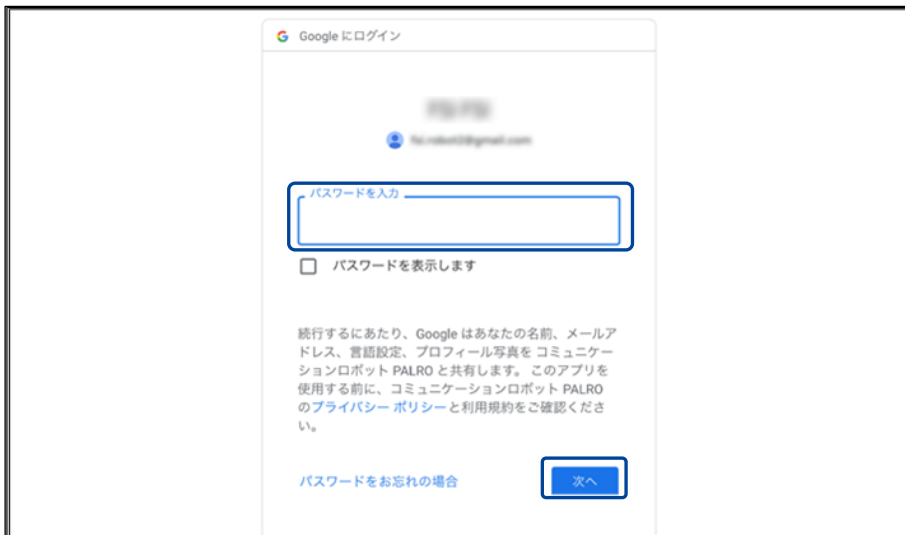 Google にログイン
パスワードを入力
パスワードを表示します
続行するにあたり、Google はあなたの名前、メールア
ドレス、言語設定、プロフィール写真を コミュニケー
ションロボット PALRO と共有します。 このアプリを
使用する前に、コミュニケーションロボット PALRO
のプライバシー ポリシーと利用規約をご確認くださ
い。
パスワードをお忘れの場合
次へ